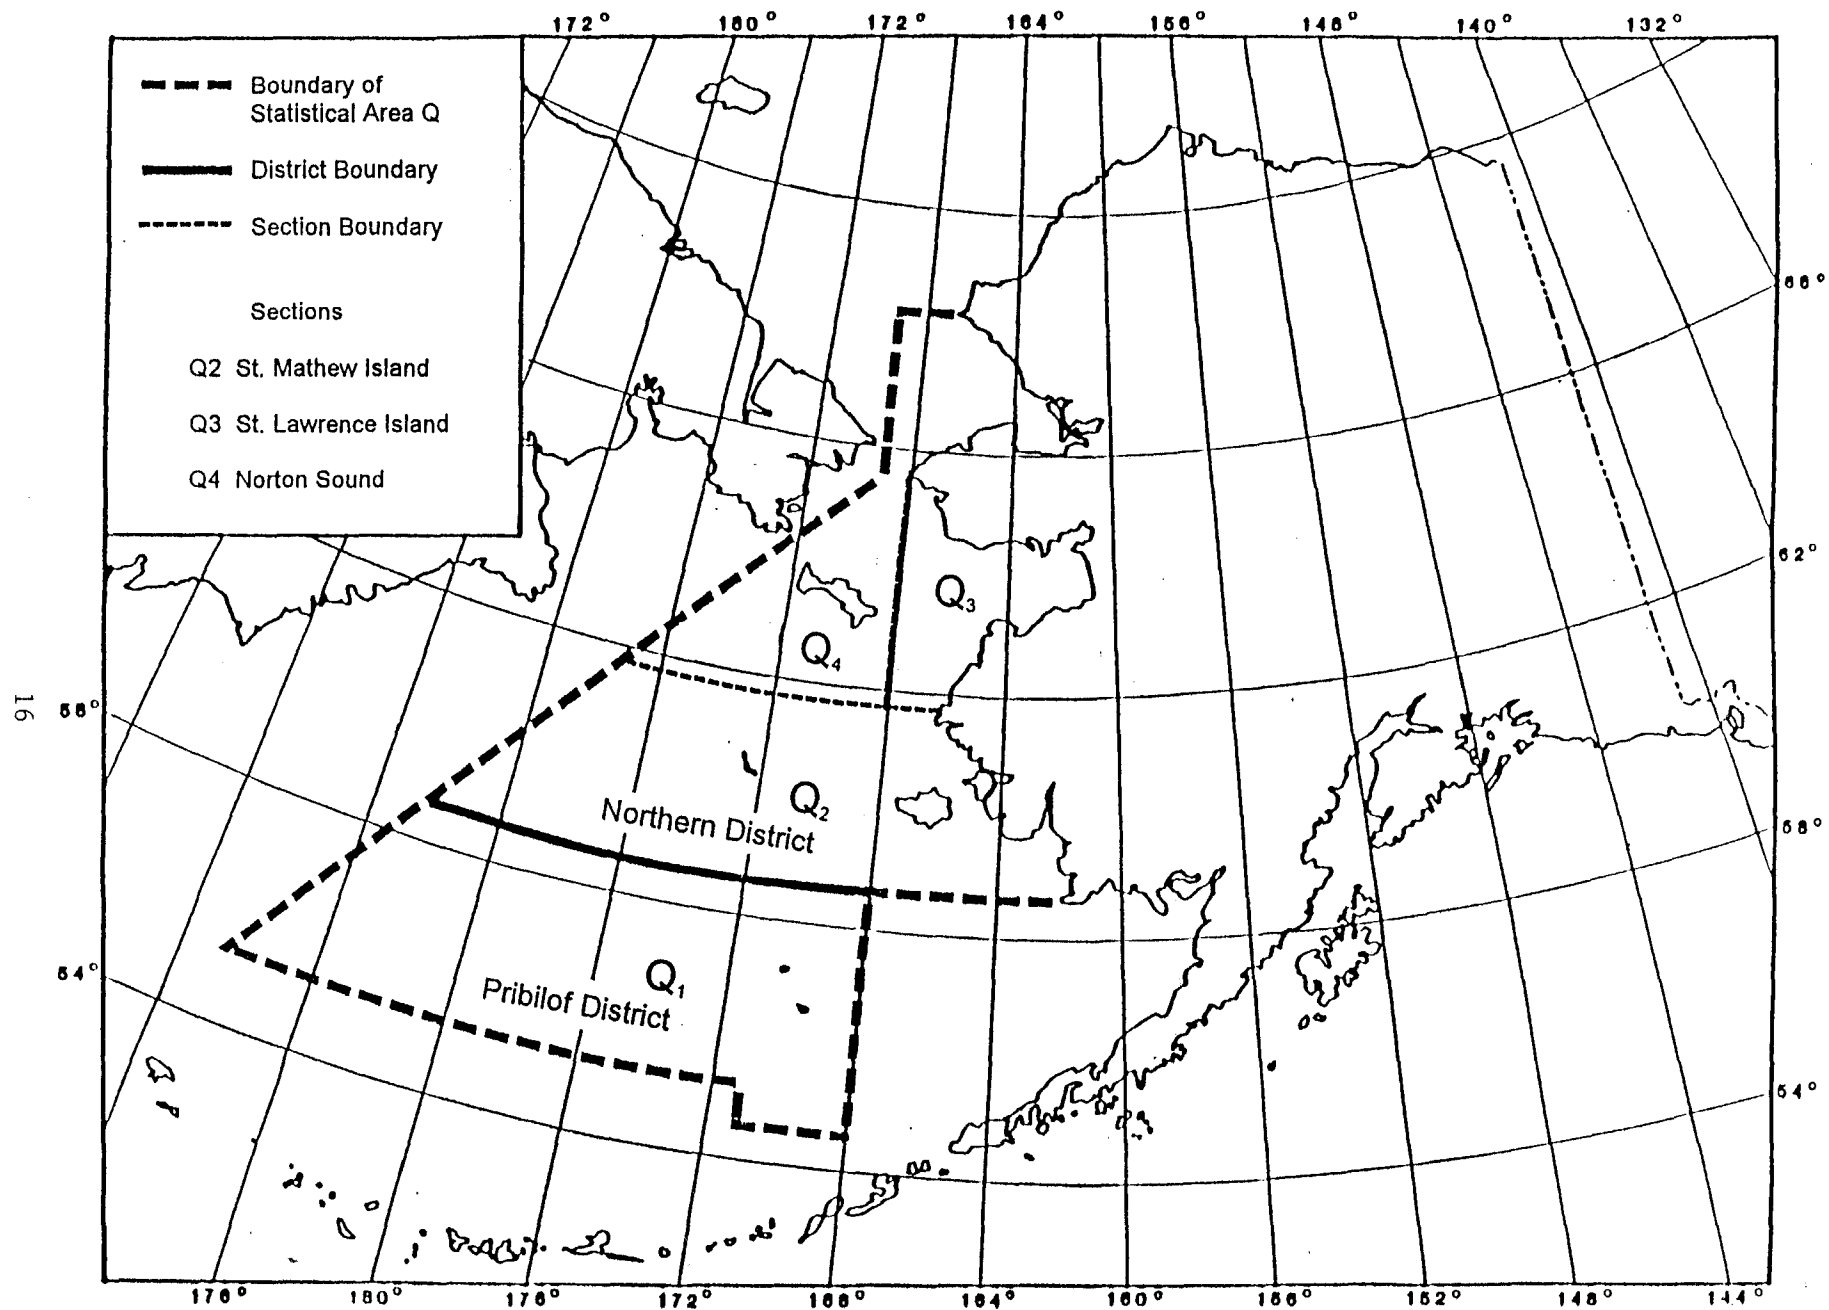 172° 180° 172° 164° 156° 148° 140° 132°
Boundary of
Statistical Area Q
District Boundary
Section Boundary
Sections
Q2 St. Mathew Island
Q3 St. Lawrence Island
Q4 Norton Sound
66°
62°
Q3
Q4
16
58°
Q2
Northern District
58°
54°
Q1
Pribilof District
54°
176° 180° 176° 172° 168° 164° 160° 156° 152° 148° 144°